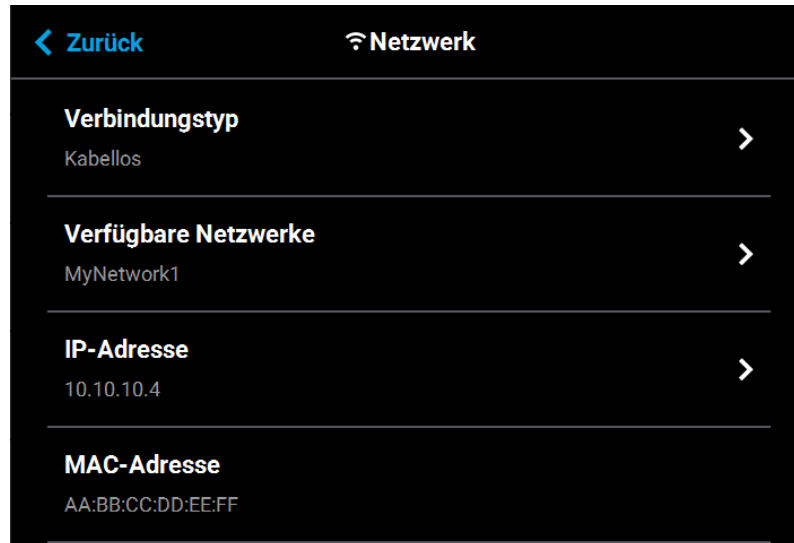 Zurück
Netzwerk
Verbindungstyp
Kabellos
Verfügbare Netzwerke
MyNetwork1
IP-Adresse
10.10.10.4
MAC-Adresse
AA:BB:CC:DD:EE:FF